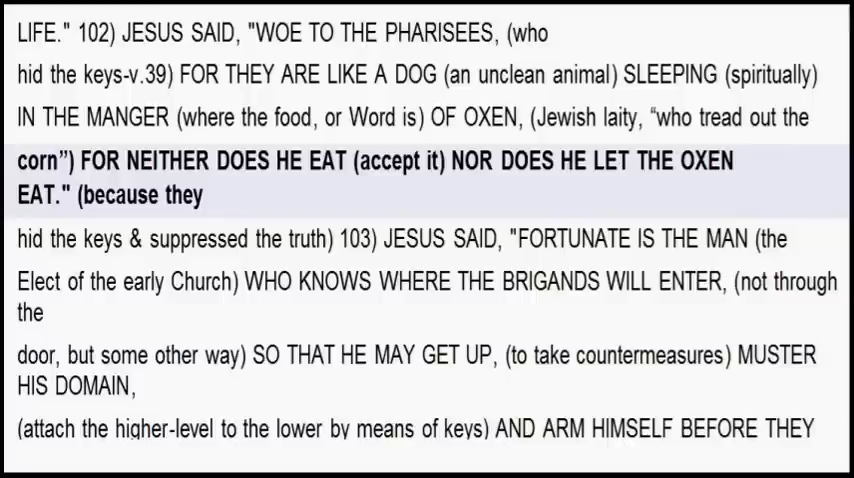 LIFE." 102) JESUS SAID, "WOE TO THE PHARISEES, (who
hid the keys-v.39) FOR THEY ARE LIKE A DOG (an unclean animal) SLEEPING (spiritually)
IN THE MANGER (where the food, or Word is) OF OXEN, (Jewish laity, “who tread out the
corn”) FOR NEITHER DOES HE EAT (accept it) NOR DOES HE LET THE OXEN
EAT." (because they
hid the keys & suppressed the truth) 103) JESUS SAID, "FORTUNATE IS THE MAN (the
Elect of the early Church) WHO KNOWS WHERE THE BRIGANDS WILL ENTER, (not through
the
door, but some other way) SO THAT HE MAY GET UP, (to take countermeasures) MUSTER
HIS DOMAIN,
(attach the higher-level to the lower by means of keys) AND ARM HIMSELF BEFORE THEY